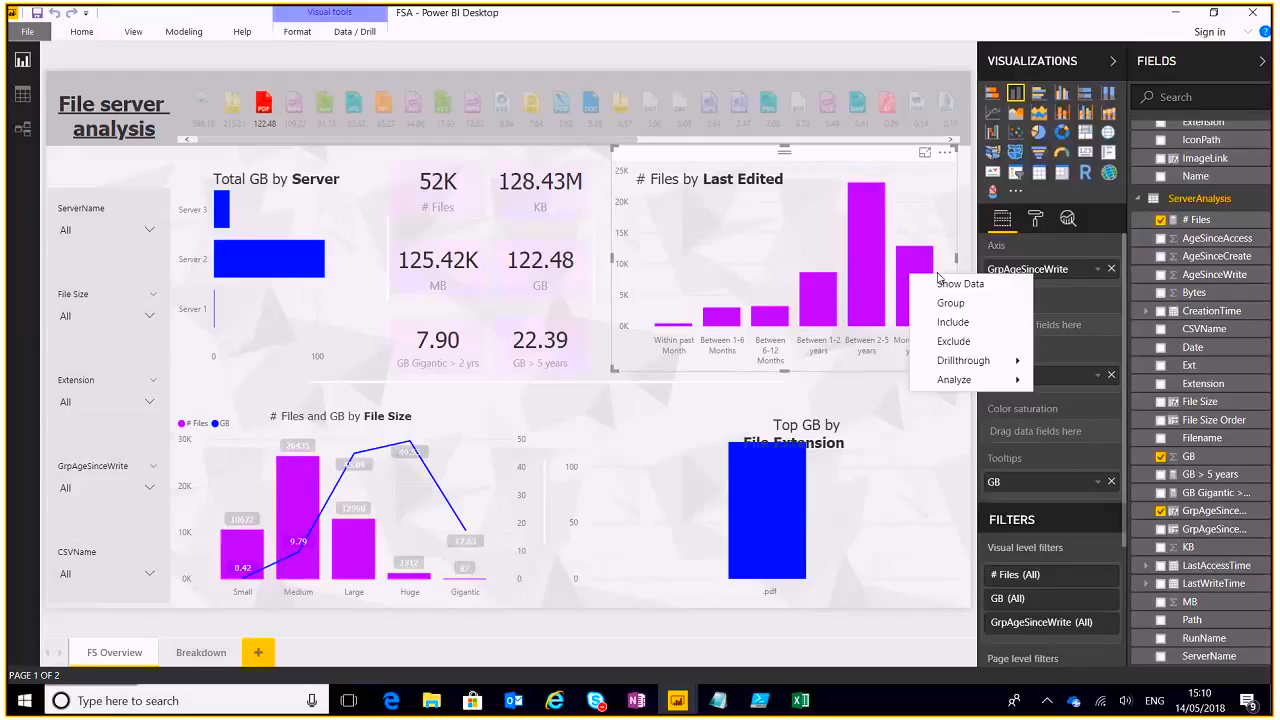 Visual tools
FSA - Power BI Desktop
File
Home
View
Modeling
Help
Format
Data / Drill
Sign in
File server
analysis
122.48
ServerName
All
File Size
All
Extension
All
GrpAgeSinceWrite
All
CSVName
All
Total GB by Server
Server 3
Server 2
Server 1
0
100
52K
# Files
128.43M
KB
125.42K
MB
122.48
GB
7.90
GB Gigantic > 2 yrs
22.39
GB > 5 years
# Files by Last Edited
25K
20K
15K
10K
5K
0K
Within past
Month
Between 1-6
Months
Between
6-12
Months
Between 1-2
years
Between 2-5
years
Show Data
Group
Include
Exclude
Drillthrough
Analyze
# Files and GB by File Size
# Files
GB
30K
20K
10K
0K
10672
26435
12998
1312
87
0.42
9.79
Small
Medium
Large
Huge
Gigantic
50
40
30
20
10
0
Top GB by
File Extension
100
50
0
.pdf
VISUALIZATIONS
Axis
GrpAgeSinceWrite
fields here
Color saturation
Drag data fields here
Tooltips
GB
FILTERS
Visual level filters
# Files (All)
GB (All)
GrpAgeSinceWrite (All)
Page level filters
FIELDS
Search
Extension
IconPath
ImageLink
Name
ServerAnalysis
# Files
AgeSinceAccess
AgeSinceCreate
AgeSinceWrite
Bytes
CreationTime
CSVName
Date
Ext
Extension
File Size
File Size Order
Filename
GB
GB > 5 years
GB Gigantic >...
GrpAgeSince...
GrpAgeSince...
KB
LastAccessTime
LastWriteTime
MB
Path
RunName
ServerName
FS Overview
Breakdown
PAGE 1 OF 2
Type here to search
ENG
15:10
14/05/2018